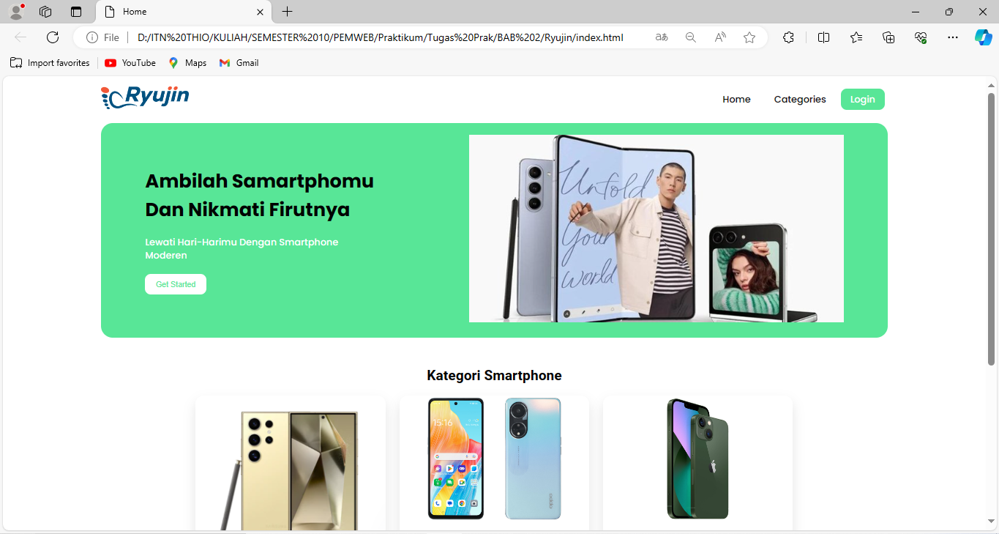 Home
File
D:/ITN%20THIO/KULIAH/SEMESTER%2010/PEMWEB/Praktikum/Tugas%20Prak/BAB%202/Ryujin/index.html
Import favorites
YouTube
Maps
Gmail
Ryujin
Home
Categories
Login
Ambilah Samartphomu
Dan Nikmati Firutnya
Lewati Hari-Harimu Dengan Smartphone
Moderen
Get Started
Unfold
Your
world
Kategori Smartphone
15:16
oppo